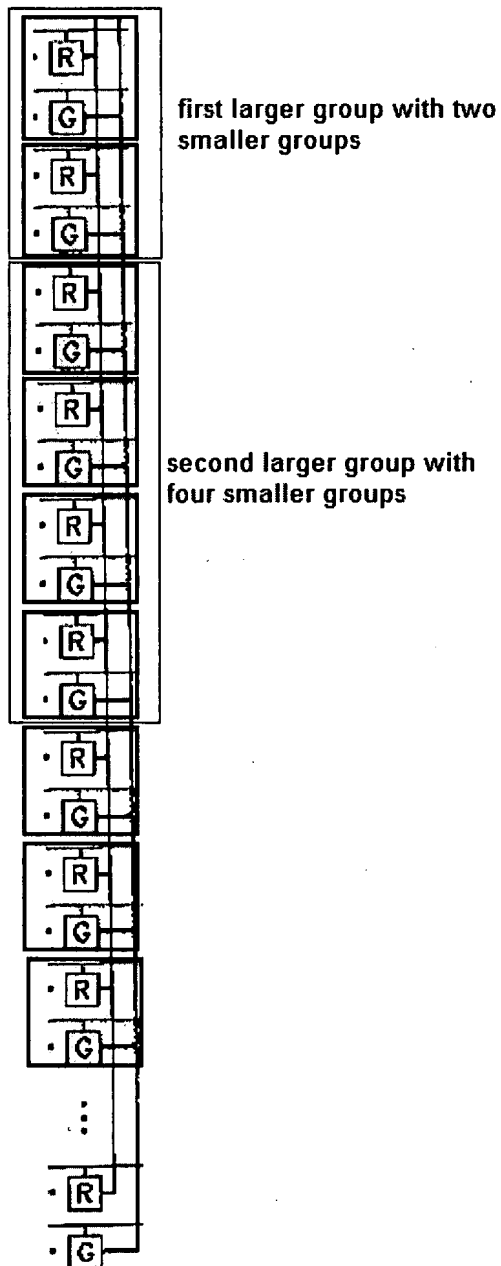 R
G
first larger group with two
smaller groups
R
G
R
G
R
G
second larger group with
four smaller groups
R
G
R
G
R
G
R
G
R
G
R
G